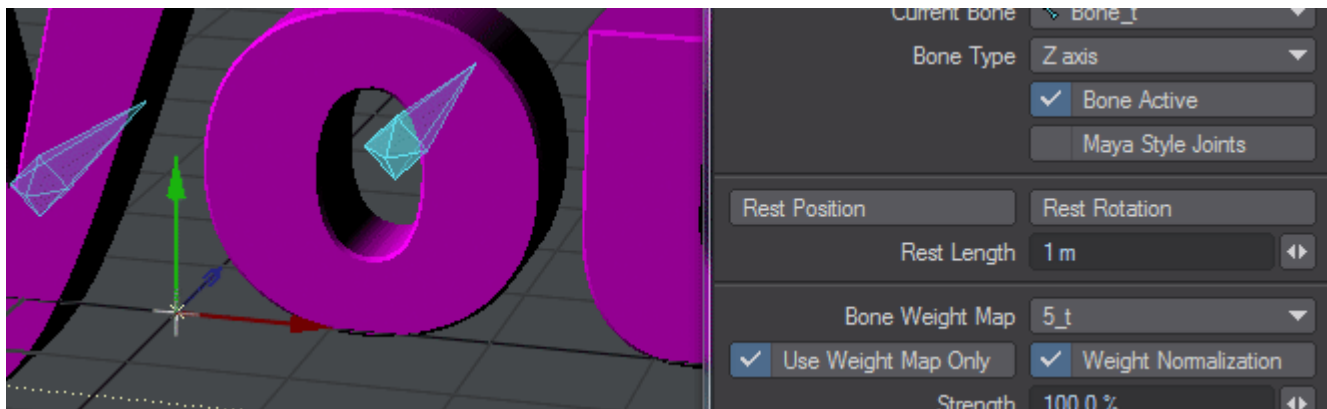 Current Bone Bone_t
Bone Type Z axis
Bone Active
Maya Style Joints
Rest Position Rest Rotation
Rest Length 1 m
Bone Weight Map 5_t
Use Weight Map Only Weight Normalization
Strength 100.0 %